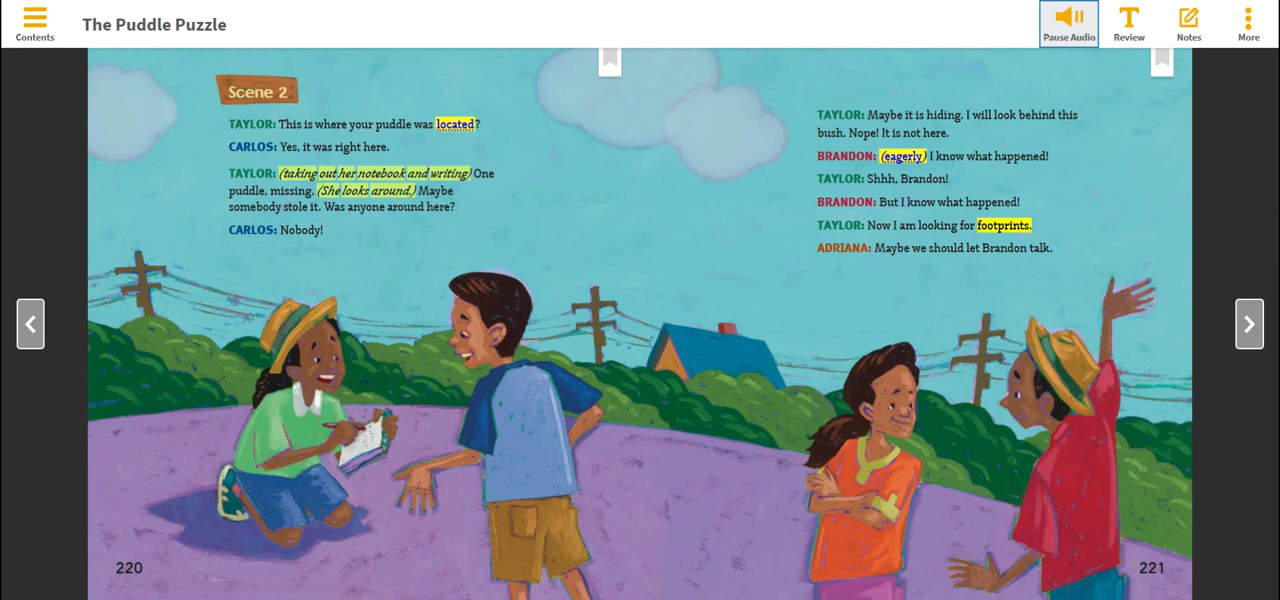 Contents
The Puddle Puzzle
Pause Audio
Review
Notes
More
Scene 2
TAYLOR: This is where your puddle was located?
CARLOS: Yes, it was right here.
TAYLOR: (taking out her notebook and writing) One
puddle, missing. (She looks around.) Maybe
somebody stole it. Was anyone around here?
CARLOS: Nobody!
220
TAYLOR: Maybe it is hiding. I will look behind this
bush. Nope! It is not here.
BRANDON: (eagerly) I know what happened!
TAYLOR: Shhh, Brandon!
BRANDON: But I know what happened!
TAYLOR: Now I am looking for footprints.
ADRIANA: Maybe we should let Brandon talk.
221